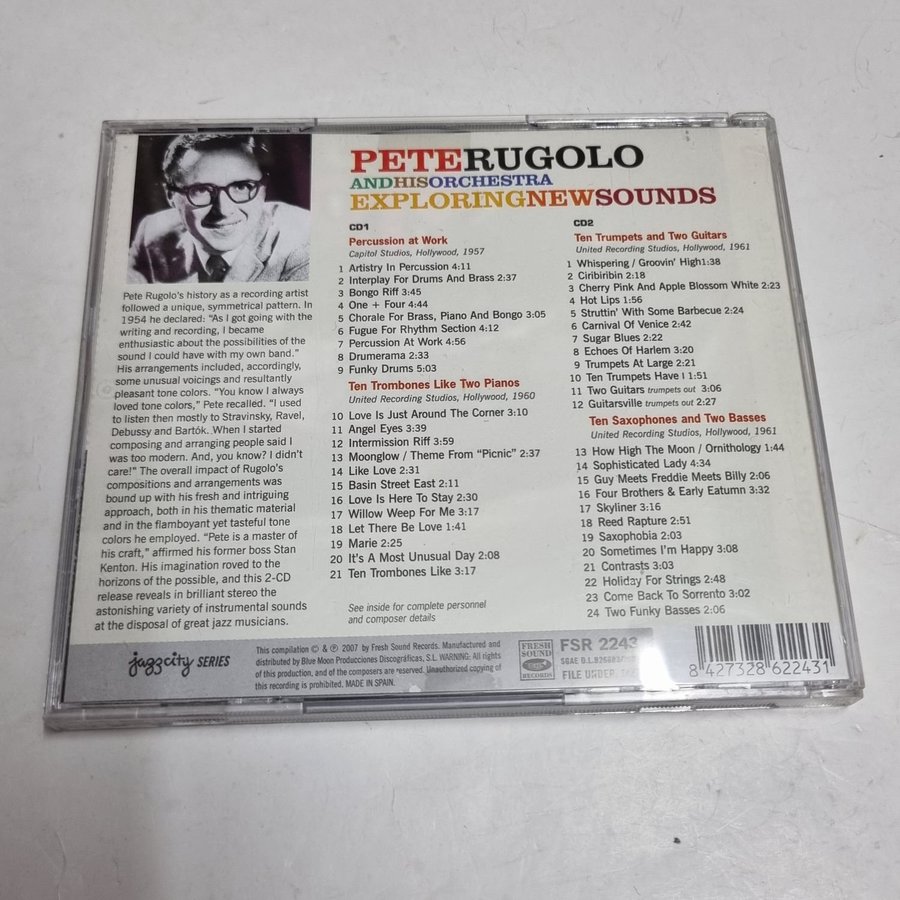 PETERUGOLO
ANDHISORCHESTRA
EXPLORINGNEWSOUNDS
Pete Rugolo's history as a recording artist
followed a unique, symmetrical pattern. In
1954 he declared: "As I got going with the
writing and recording, I became
enthusiastic about the possibilities of the
sound I could have with my own band."
His arrangements included, accordingly,
some unusual voicings and resultantly
pleasant tone colors. "You know I always
loved tone colors," Pete recalled. "I used
to listen then mostly to Stravinsky, Ravel,
Debussy and Bartók. When I started
composing and arranging people said I
was too modern. And, you know? I didn't
care!" The overall impact of Rugolo's
compositions and arrangements was
bound up with his fresh and intriguing
approach, both in his thematic material
and in the flamboyant yet tasteful tone
colors he employed. "Pete is a master of
his craft," affirmed his former boss Stan
Kenton. His imagination roved to the
horizons of the possible, and this 2-CD
release reveals in brilliant stereo the
astonishing variety of instrumental sounds
at the disposal of great jazz musicians.
CD1
Percussion at Work
Capitol Studios, Hollywood, 1957
1 Artistry In Percussion 4:11
2 Interplay For Drums And Brass 2:37
3 Bongo Riff 3:45
4 One + Four 4:44
5 Chorale For Brass, Piano And Bongo 3:05
6 Fugue For Rhythm Section 4:12
7 Percussion At Work 4:56
8 Drumerama 2:33
9 Funky Drums 5:03
Ten Trombones Like Two Pianos
United Recording Studios, Hollywood, 1960
10 Love Is Just Around The Corner 3:10
11 Angel Eyes 3:39
12 Intermission Riff 3:59
13 Moonglow / Theme From "Picnic" 2:37
14 Like Love 2:31
15 Basin Street East 2:11
16 Love Is Here To Stay 2:30
17 Willow Weep For Me 3:17
18 Let There Be Love 1:41
19 Marie 2:25
20 It's A Most Unusual Day 2:08
21 Ten Trombones Like 3:17
See inside for complete personnel
and composer details
CD2
Ten Trumpets and Two Guitars
United Recording Studios, Hollywood, 1961
1 Whispering / Groovin' High1:38
2 Ciribiribin 2:18
3 Cherry Pink And Apple Blossom White 2:23
4 Hot Lips 1:56
5 Struttin' With Some Barbecue 2:24
6 Carnival Of Venice 2:42
7 Sugar Blues 2:22
8 Echoes Of Harlem 3:20
9 Trumpets At Large 2:21
10 Ten Trumpets Have I 1:51
11 Two Guitars trumpets out 3:06
12 Guitarsville trumpets out 2:27
Ten Saxophones and Two Basses
United Recording Studios, Hollywood, 1961
13 How High The Moon / Ornithology 1:44
14 Sophisticated Lady 4:34
15 Guy Meets Freddie Meets Billy 2:06
16 Four Brothers & Early Eatumn 3:32
17 Skyliner 3:16
18 Reed Rapture 2:51
19 Saxophobia 2:03
20 Sometimes I'm Happy 3:08
21 Contrasts 3:03
22 Holiday For Strings 2:48
23 Come Back To Sorrento 3:02
24 Two Funky Basses 2:06
jazzcity SERIES
This compilation © & ℗ 2007 by Fresh Sound Records. Manufactured and
distributed by Blue Moon Producciones Discográficas, S.L. WARNING: All rights
of this production, and of the composers are reserved. Unauthorized copying of
this recording is prohibited. MADE IN SPAIN.
FRESH
SOUND
RECORDS
FSR 2243
SGAE D.L.
FILE UNDER:
8 427328 622431